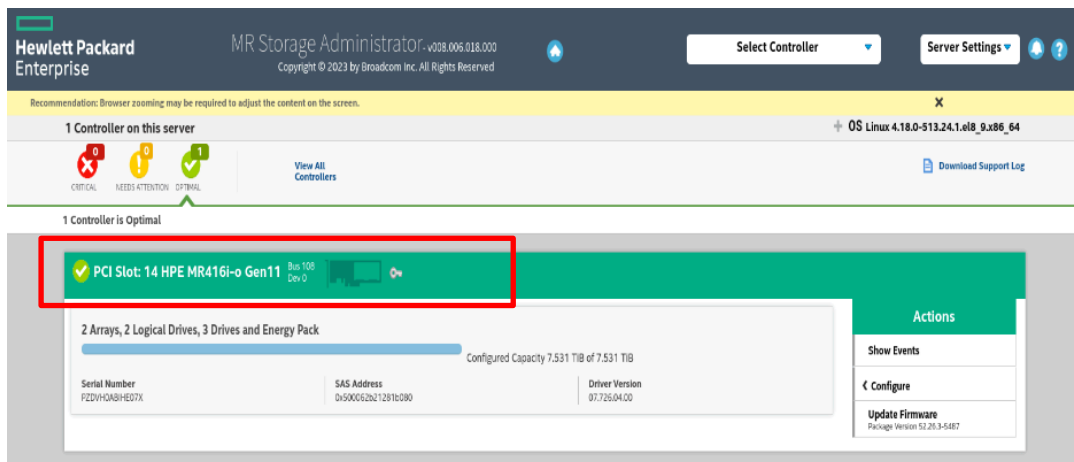 Hewlett Packard
Enterprise
MR Storage Administrator- v008.006.018.000
Copyright © 2023 by Broadcom Inc. All Rights Reserved
Select Controller
Server Settings
?
Recommendation: Browser zooming may be required to adjust the content on the screen.
X
1 Controller on this server
OS Linux 4.18.0-513.24.1.el8_9.x86_64
0
0
1
CRITICAL
NEEDS ATTENTION
OPTIMAL
View All
Controllers
Download Support Log
1 Controller is Optimal
PCI Slot: 14 HPE MR416i-o Gen11
Bus 108
Dev 0
2 Arrays, 2 Logical Drives, 3 Drives and Energy Pack
Configured Capacity 7.531 TiB of 7.531 TiB
Serial Number
SAS Address
0x500062b21281b080
Driver Version
07.726.04.00
Actions
Show Events
Configure
Update Firmware
Package Version 52.26.3-5487